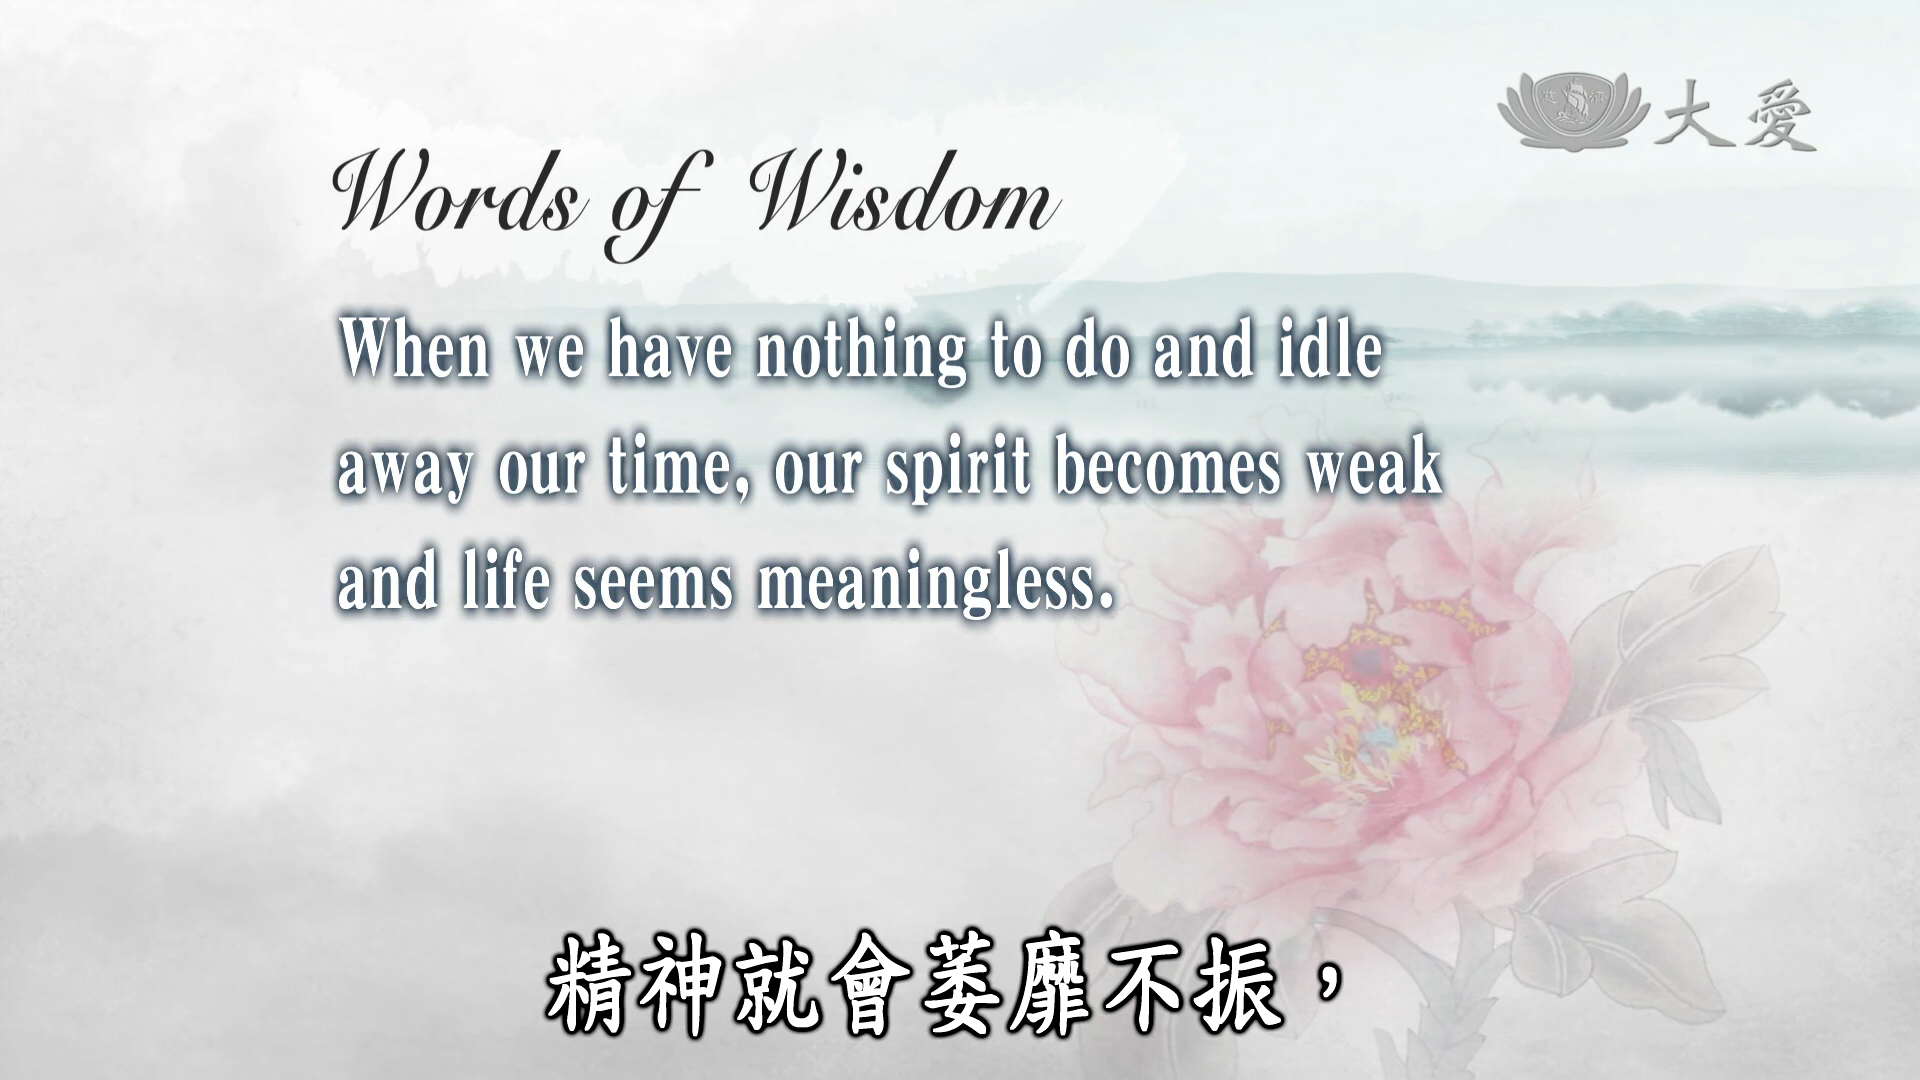 大愛
Words of Wisdom
When we have nothing to do and idle
away our time, our spirit becomes weak
and life seems meaningless.
精神就會萎靡不振，